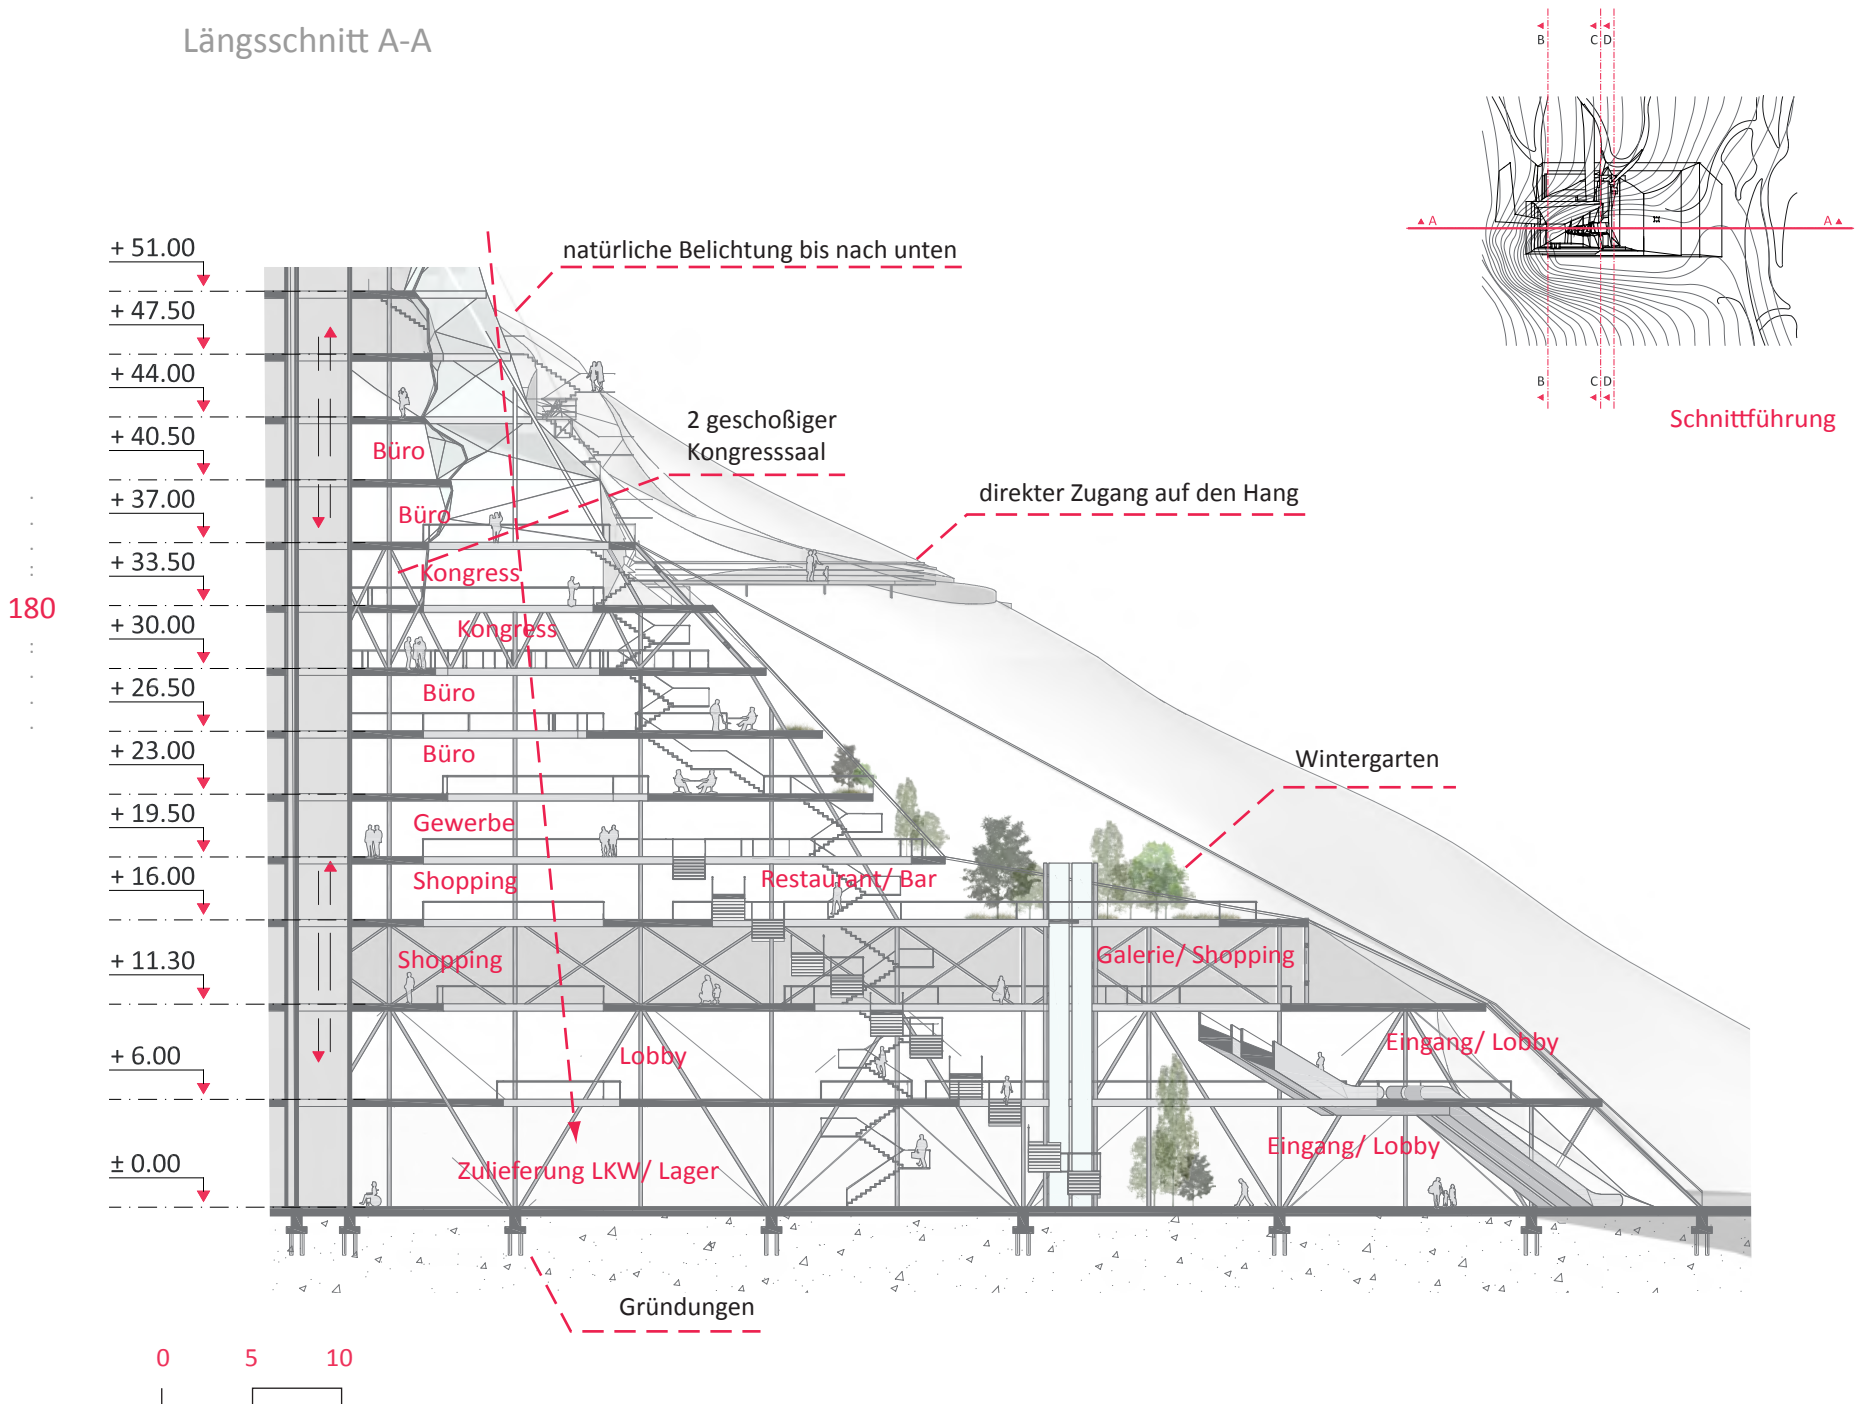 Längsschnitt A-A
B
C
D
A
A
B
C
D
Schnittführung
+ 51.00
+ 47.50
+ 44.00
+ 40.50
+ 37.00
+ 33.50
+ 30.00
+ 26.50
+ 23.00
+ 19.50
+ 16.00
+ 11.30
+ 6.00
± 0.00
180
natürliche Belichtung bis nach unten
2 geschoßiger
Kongresssaal
direkter Zugang auf den Hang
Wintergarten
Büro
Büro
Kongress
Kongress
Büro
Büro
Gewerbe
Shopping
Restaurant/ Bar
Shopping
Galerie/ Shopping
Lobby
Eingang/ Lobby
Eingang/ Lobby
Zulieferung LKW/ Lager
Gründungen
0 5 10